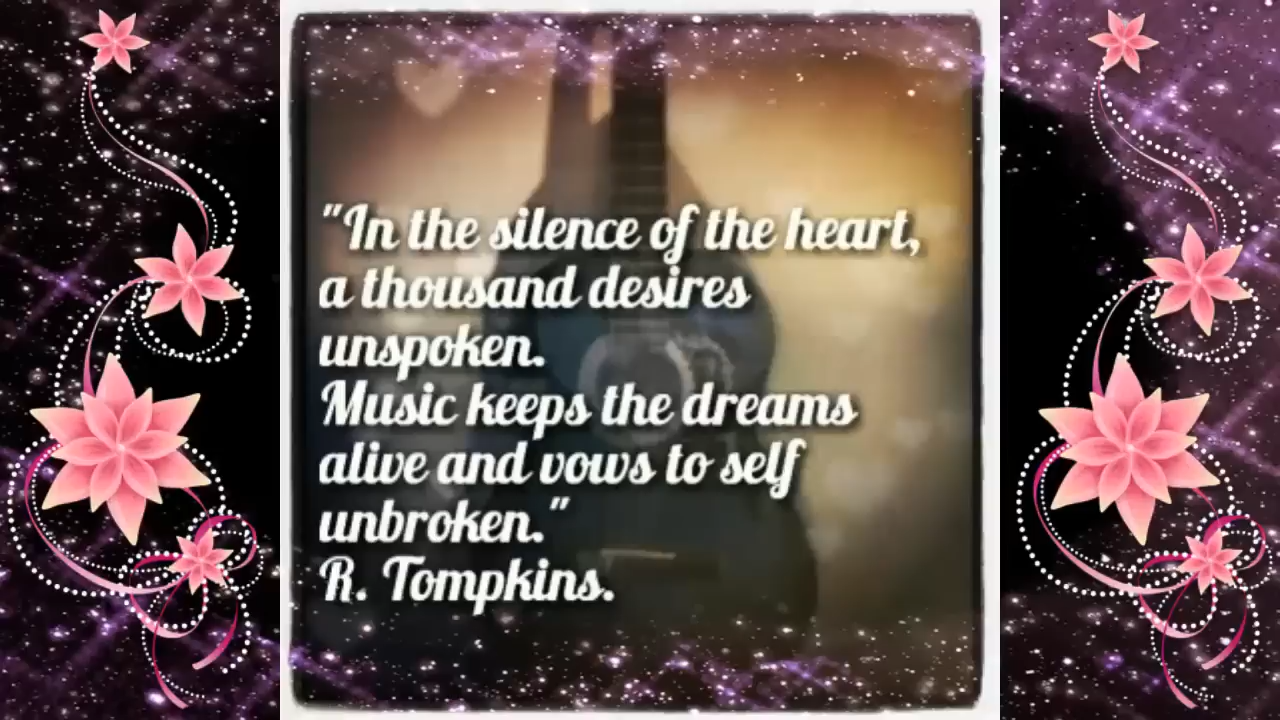 "In the silence of the heart,
a thousand desires
unspoken.
Music keeps the dreams
alive and vows to self
unbroken."
R. Tompkins.